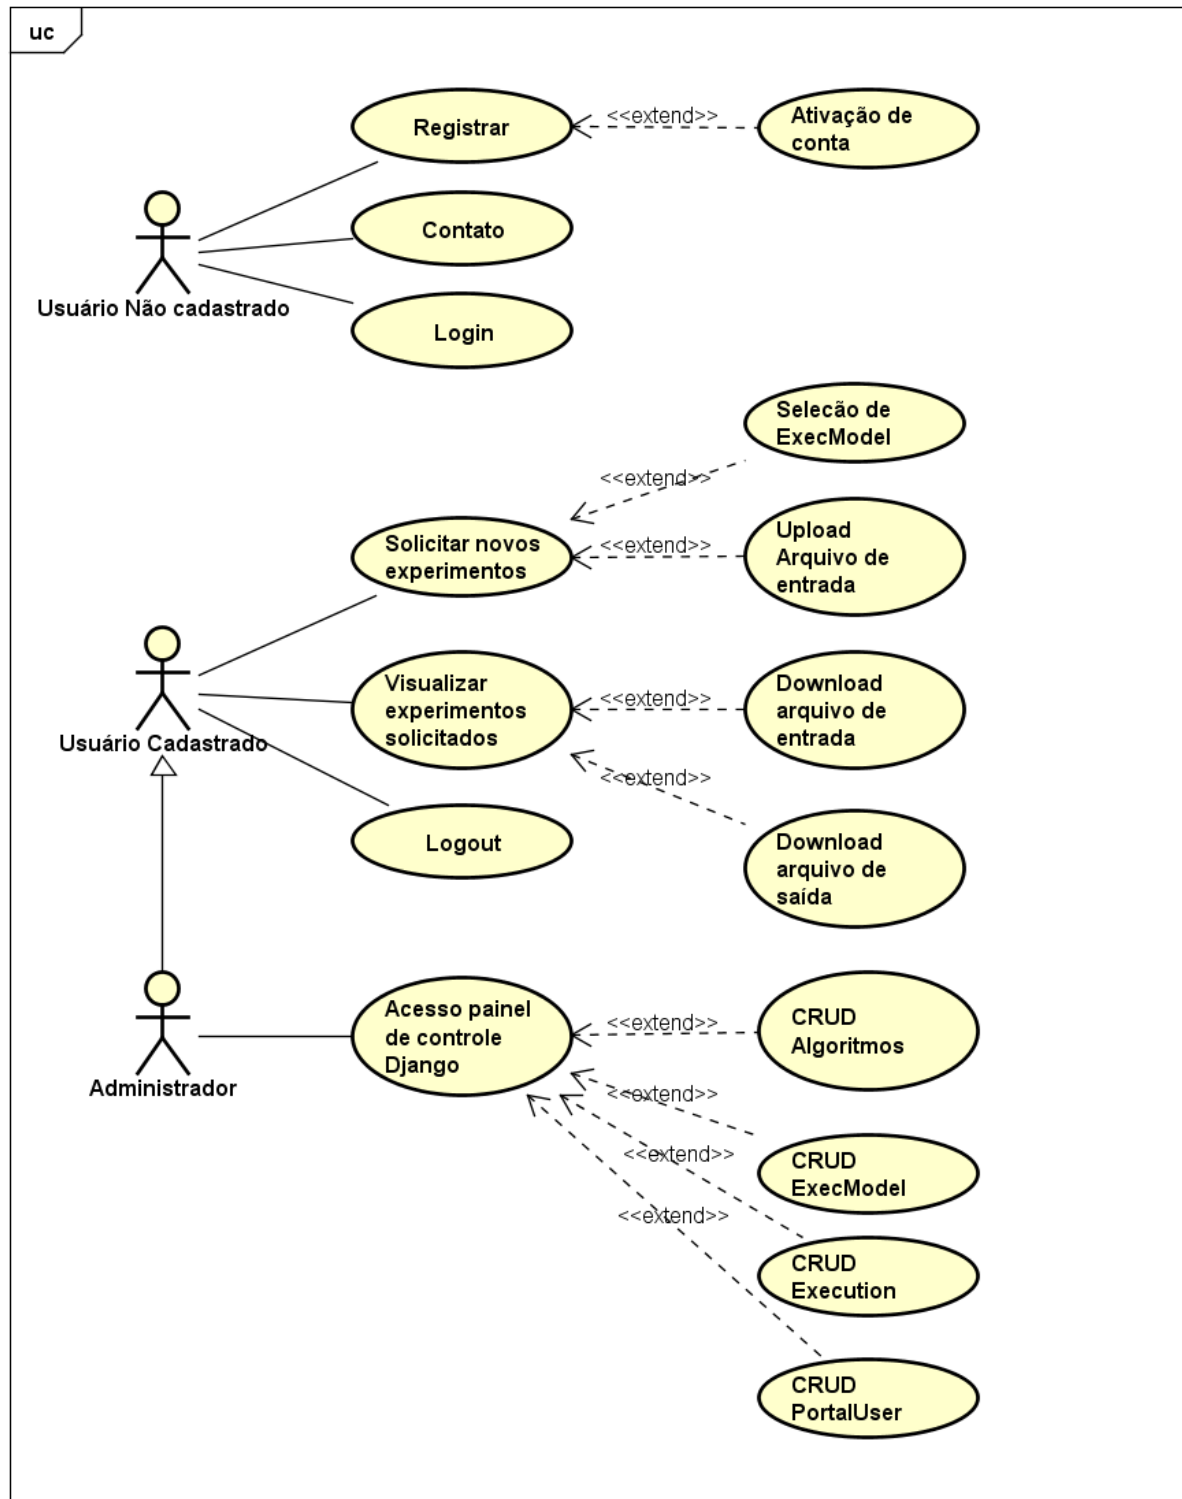 uc
Registrar
<<extend>>
Ativação de
conta
Contato
Usuário Não cadastrado
Login
Selecão de
ExecModel
<<extend>>
Solicitar novos
experimentos
<<extend>>
Upload
Arquivo de
entrada
Usuário Cadastrado
Visualizar
experimentos
solicitados
<<extend>>
Download
arquivo de
entrada
<<extend>>
Logout
Download
arquivo de
saída
Administrador
Acesso painel
de controle
Django
<<extend>>
CRUD
Algoritmos
<<extend>>
CRUD
ExecModel
<<extend>>
CRUD
Execution
<<extend>>
CRUD
PortalUser